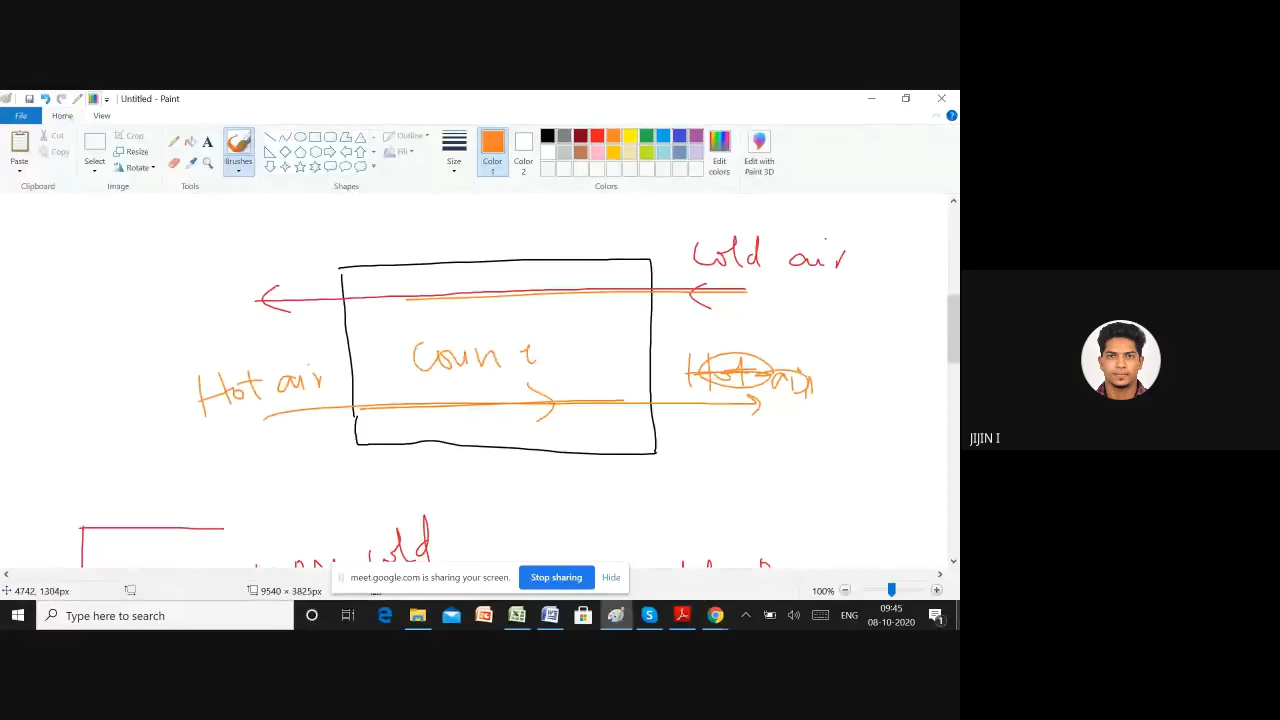 Untitled - Paint
File Home View
Paste Cut Copy Select Crop Resize Rotate Brushes Outline Fill Size Color 1 Color 2 Edit colors Edit with Paint 3D
Clipboard Image Tools Shapes Colors
cold air
Coun
Hot air
JIJIN I
cold
meet.google.com is sharing your screen. Stop sharing Hide
4742, 1304px 9540 × 3825px 100%
Type here to search ENG 09:45
08-10-2020